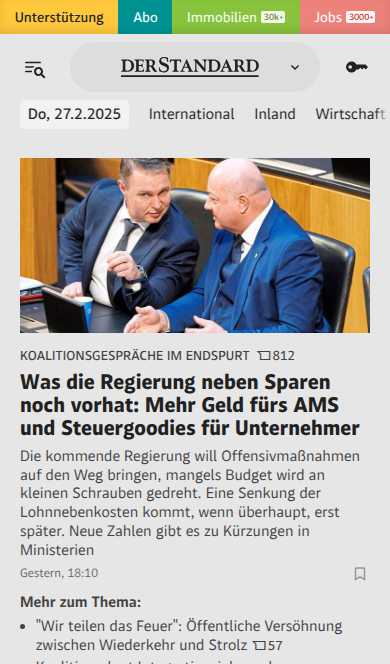 Unterstützung Abo Immobilien 30k+ Jobs 3000+
DERSTANDARD
Do, 27.2.2025 International Inland Wirtschaft
KOALITIONSGESPRÄCHE IM ENDSPURT 812
Was die Regierung neben Sparen
noch vorhat: Mehr Geld fürs AMS
und Steuergoodies für Unternehmer
Die kommende Regierung will Offensivmaßnahmen
auf den Weg bringen, mangels Budget wird an
kleinen Schrauben gedreht. Eine Senkung der
Lohnnebenkosten kommt, wenn überhaupt, erst
später. Neue Zahlen gibt es zu Kürzungen in
Ministerien
Gestern, 18:10
Mehr zum Thema:
• "Wir teilen das Feuer": Öffentliche Versöhnung
zwischen Wiederkehr und Strolz 57